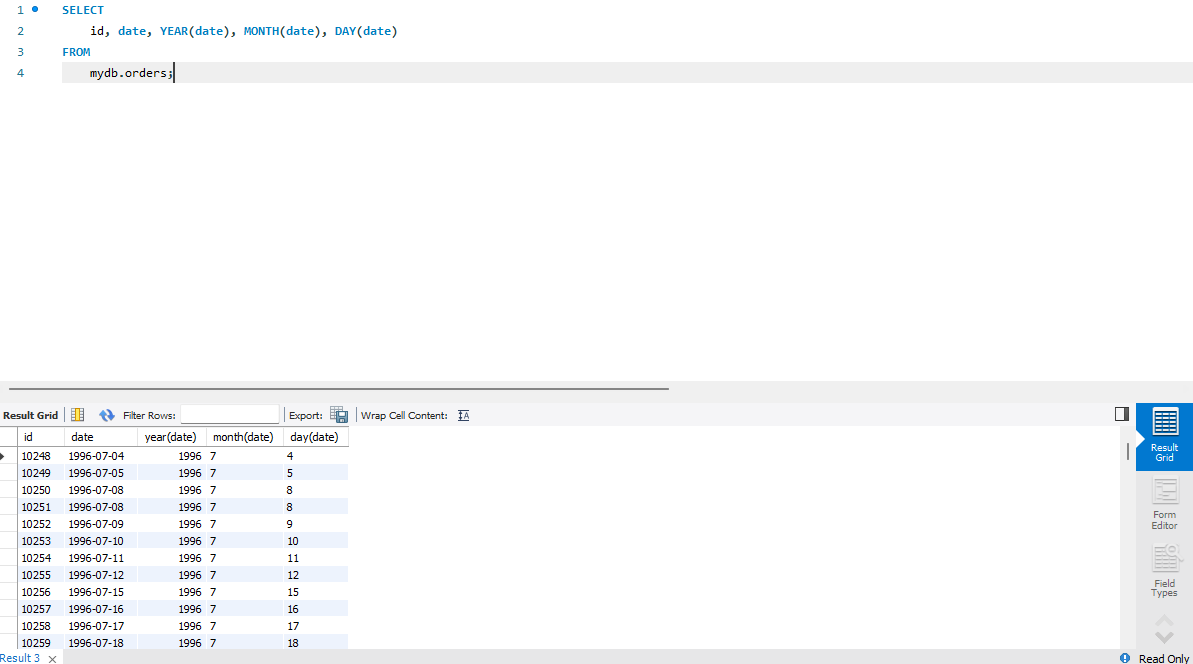 1 SELECT
2 id, date, YEAR(date), MONTH(date), DAY(date)
3 FROM
4 mydb.orders;
Result Grid Filter Rows: Export: Wrap Cell Content:
id date year(date) month(date) day(date)
10248 1996-07-04 1996 7 4
10249 1996-07-05 1996 7 5
10250 1996-07-08 1996 7 8
10251 1996-07-08 1996 7 8
10252 1996-07-09 1996 7 9
10253 1996-07-10 1996 7 10
10254 1996-07-11 1996 7 11
10255 1996-07-12 1996 7 12
10256 1996-07-15 1996 7 15
10257 1996-07-16 1996 7 16
10258 1996-07-17 1996 7 17
10259 1996-07-18 1996 7 18
Result
Grid
Form
Editor
Field
Types
Result 3
Read Only